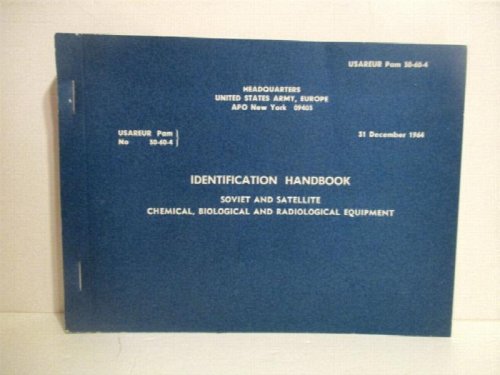 USAREUR Pam 30-60-4
HEADQUARTERS
UNITED STATES ARMY, EUROPE
APO New York 09403
USAREUR Pam
No 30-60-4
31 December 1964
IDENTIFICATION HANDBOOK
SOVIET AND SATELLITE
CHEMICAL, BIOLOGICAL AND RADIOLOGICAL EQUIPMENT